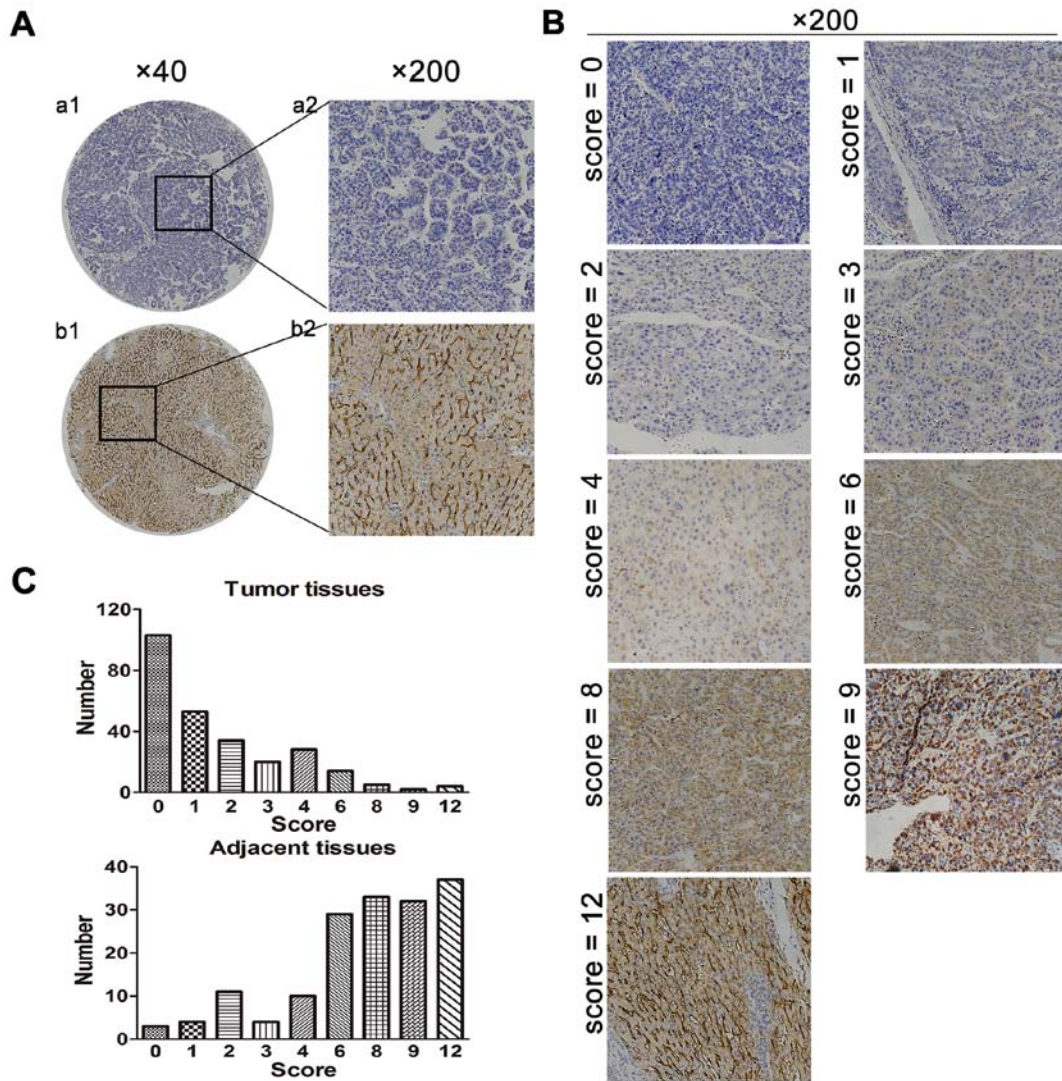 A
×40
×200
a1
a2
b1
b2
B
×200
score = 0
score = 1
score = 2
score = 3
score = 4
score = 6
score = 8
score = 9
score = 12
C
Tumor tissues
Number
120
80
40
0
0 1 2 3 4 6 8 9 12
Score
Adjacent tissues
Number
40
30
20
10
0
0 1 2 3 4 6 8 9 12
Score